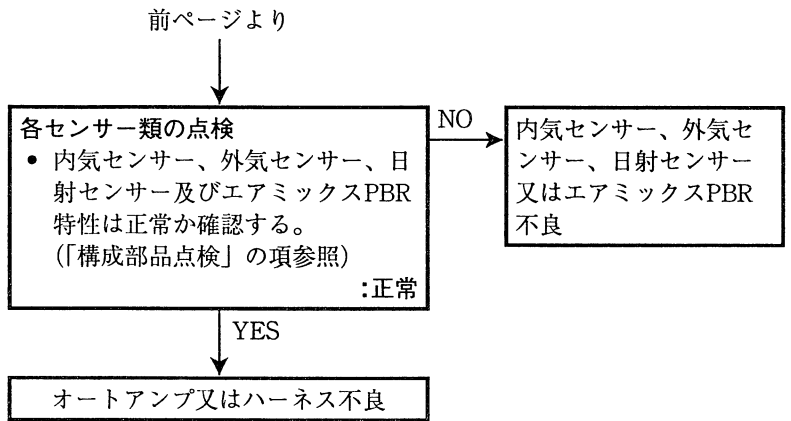 前ページより
各センサー類の点検
● 内気センサー、外気センサー、日
射センサー及びエアミックスPBR
特性は正常か確認する。
(「構成部品点検」の項参照)
:正常
NO
内気センサー、外気セ
ンサー、日射センサー
又はエアミックスPBR
不良
YES
オートアンプ又はハーネス不良